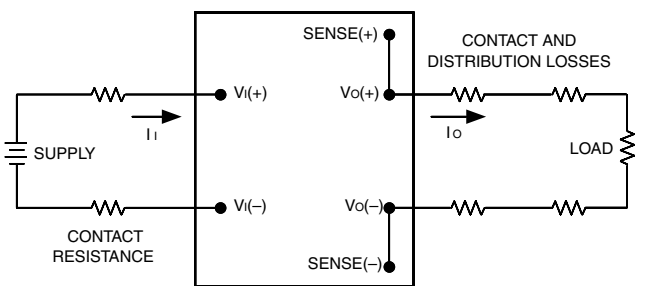 SENSE(+)
CONTACT AND
DISTRIBUTION LOSSES
VI(+)
VO(+)
II
IO
SUPPLY
LOAD
VI(–)
VO(–)
CONTACT
RESISTANCE
SENSE(–)